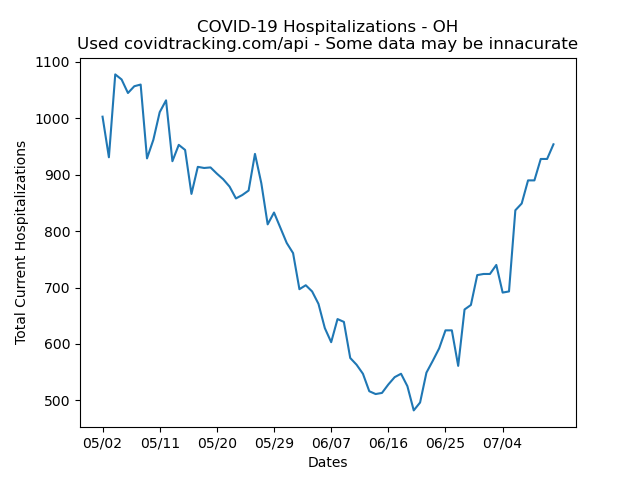 COVID-19 Hospitalizations - OH
Used covidtracking.com/api - Some data may be innacurate
1100
1000
900
800
700
600
500
Total Current Hospitalizations
05/02 05/11 05/20 05/29 06/07 06/16 06/25 07/04
Dates